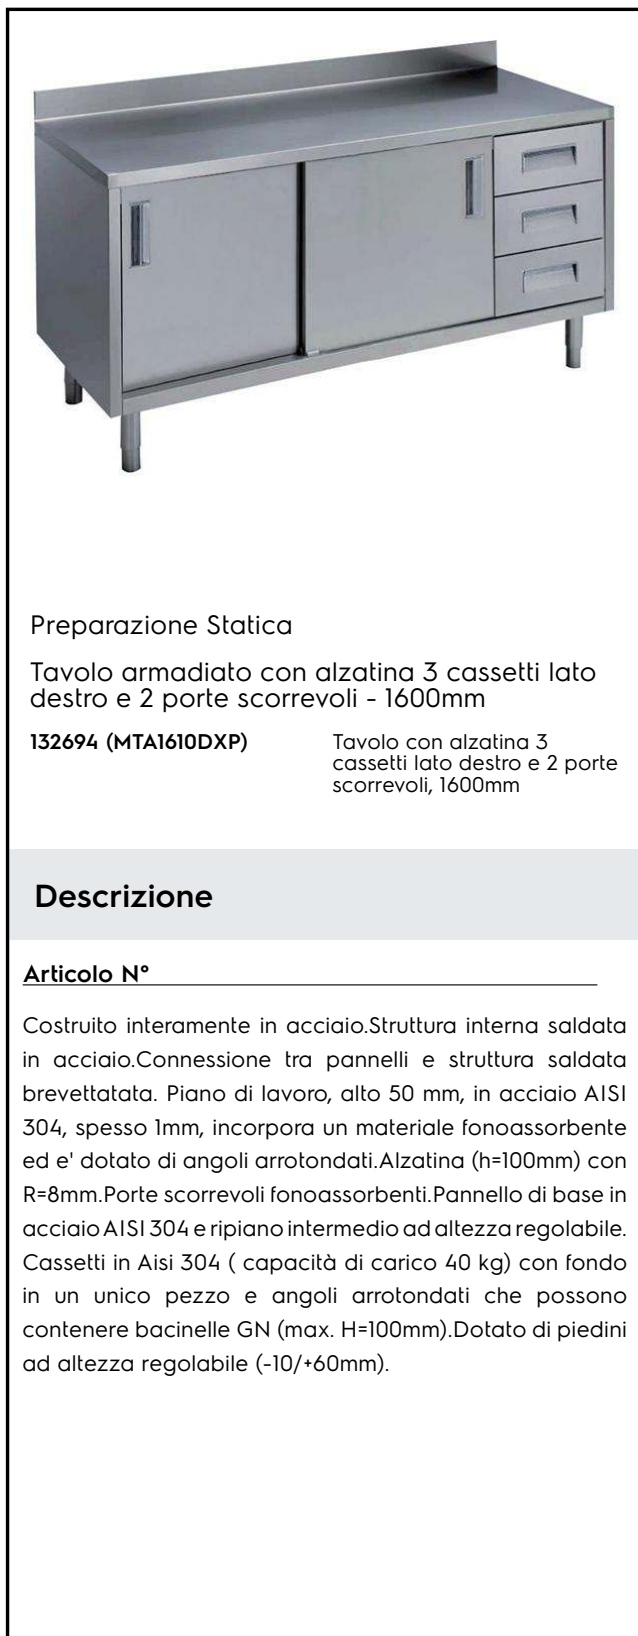 Preparazione Statica
Tavolo armadiato con alzatina 3 cassetti lato
destro e 2 porte scorrevoli - 1600mm
132694 (MTA1610DXP)
Tavolo con alzatina 3
cassetti lato destro e 2 porte
scorrevoli, 1600mm
Descrizione
Articolo N°
Costruito interamente in acciaio.Struttura interna saldata
in acciaio.Connessione tra pannelli e struttura saldata
brevettatata. Piano di lavoro, alto 50 mm, in acciaio AISI
304, spesso 1mm, incorpora un materiale fonoassorbente
ed e' dotato di angoli arrotondati.Alzatina (h=100mm) con
R=8mm.Porte scorrevoli fonoassorbenti.Pannello di base in
acciaio AISI 304 e ripiano intermedio ad altezza regolabile.
Cassetti in Aisi 304 ( capacità di carico 40 kg) con fondo
in un unico pezzo e angoli arrotondati che possono
contenere bacinelle GN (max. H=100mm).Dotato di piedini
ad altezza regolabile (-10/+60mm).